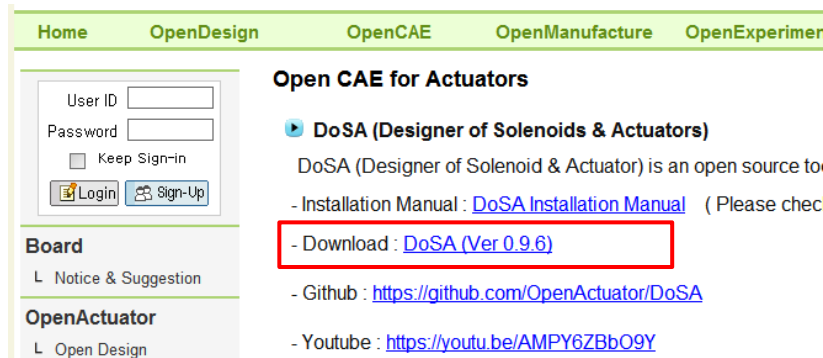 Home OpenDesign OpenCAE OpenManufacture OpenExperimen
User ID
Password
Keep Sign-in
Login Sign-Up
Board
Notice & Suggestion
OpenActuator
Open Design
Open CAE for Actuators
DoSA (Designer of Solenoids & Actuators)
DoSA (Designer of Solenoid & Actuator) is an open source too
- Installation Manual : DoSA Installation Manual ( Please chec
- Download : DoSA (Ver 0.9.6)
- Github : https://github.com/OpenActuator/DoSA
- Youtube : https://youtu.be/AMPY6ZBbO9Y